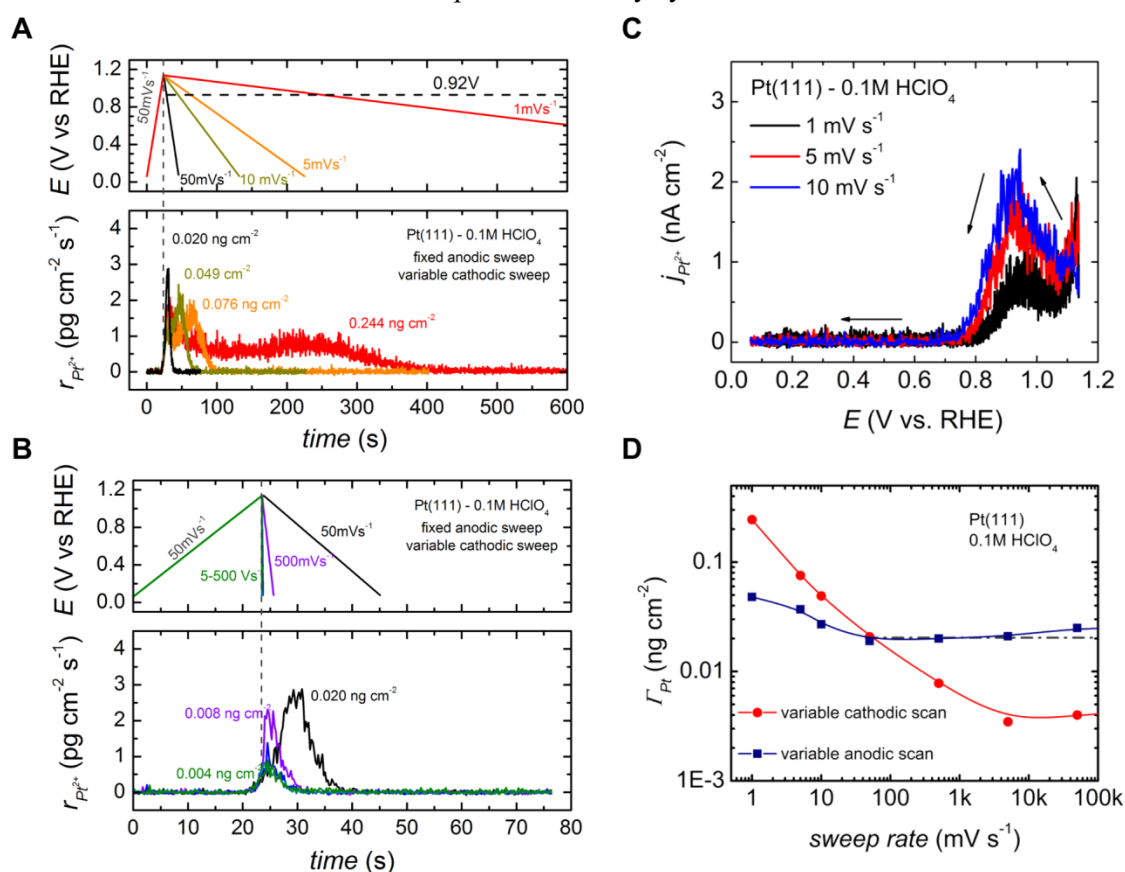 A
E (V vs RHE)
1.2
0.8
0.4
0.0
50mVs⁻¹
0.92V
1mVs⁻¹
50mVs⁻¹
10 mVs⁻¹
5mVs⁻¹
r_Pt²⁺ (pg cm⁻² s⁻¹)
4
3
2
1
0
0.020 ng cm⁻²
0.049 ng cm⁻²
0.076 ng cm⁻²
0.244 ng cm⁻²
Pt(111) - 0.1M HClO₄
fixed anodic sweep
variable cathodic sweep
0 100 200 300 400 500 600
time (s)
B
E (V vs RHE)
1.2
0.8
0.4
0.0
50mVs⁻¹
5-500 Vs⁻¹
500mVs⁻¹
50mVs⁻¹
Pt(111) - 0.1M HClO₄
fixed anodic sweep
variable cathodic sweep
r_Pt²⁺ (pg cm⁻² s⁻¹)
4
3
2
1
0
0.020 ng cm⁻²
0.008 ng cm⁻²
0.004 ng cm⁻²
0 10 20 30 40 50 60 70 80
time (s)
C
j_Pt²⁺ (nA cm⁻²)
3
2
1
0
Pt(111) - 0.1M HClO₄
1 mV s⁻¹
5 mV s⁻¹
10 mV s⁻¹
0.0 0.2 0.4 0.6 0.8 1.0 1.2
E (V vs. RHE)
D
Γ_Pt (ng cm⁻²)
0.1
0.01
1E-3
Pt(111)
0.1M HClO₄
variable cathodic scan
variable anodic scan
1 10 100 1k 10k 100k
sweep rate (mV s⁻¹)